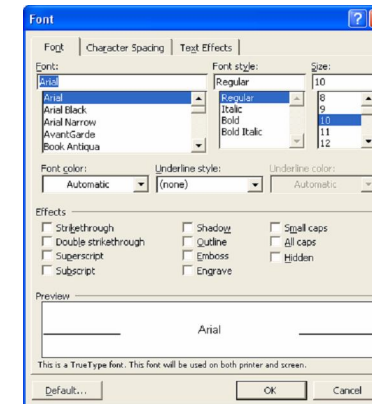 Font
Font Character Spacing Text Effects
Font: Font style: Size:
Arial Regular 10
Arial Regular 8
Arial Black Italic 9
Arial Narrow Bold 10
AvantGarde Bold Italic 11
Book Antiqua 12
Font color: Underline style: Underline color:
Automatic (none) Automatic
Effects
Strikethrough Shadow Small caps
Double strikethrough Outline All caps
Superscript Emboss Hidden
Subscript Engrave
Preview
Arial
This is a TrueType font. This font will be used on both printer and screen.
Default... OK Cancel